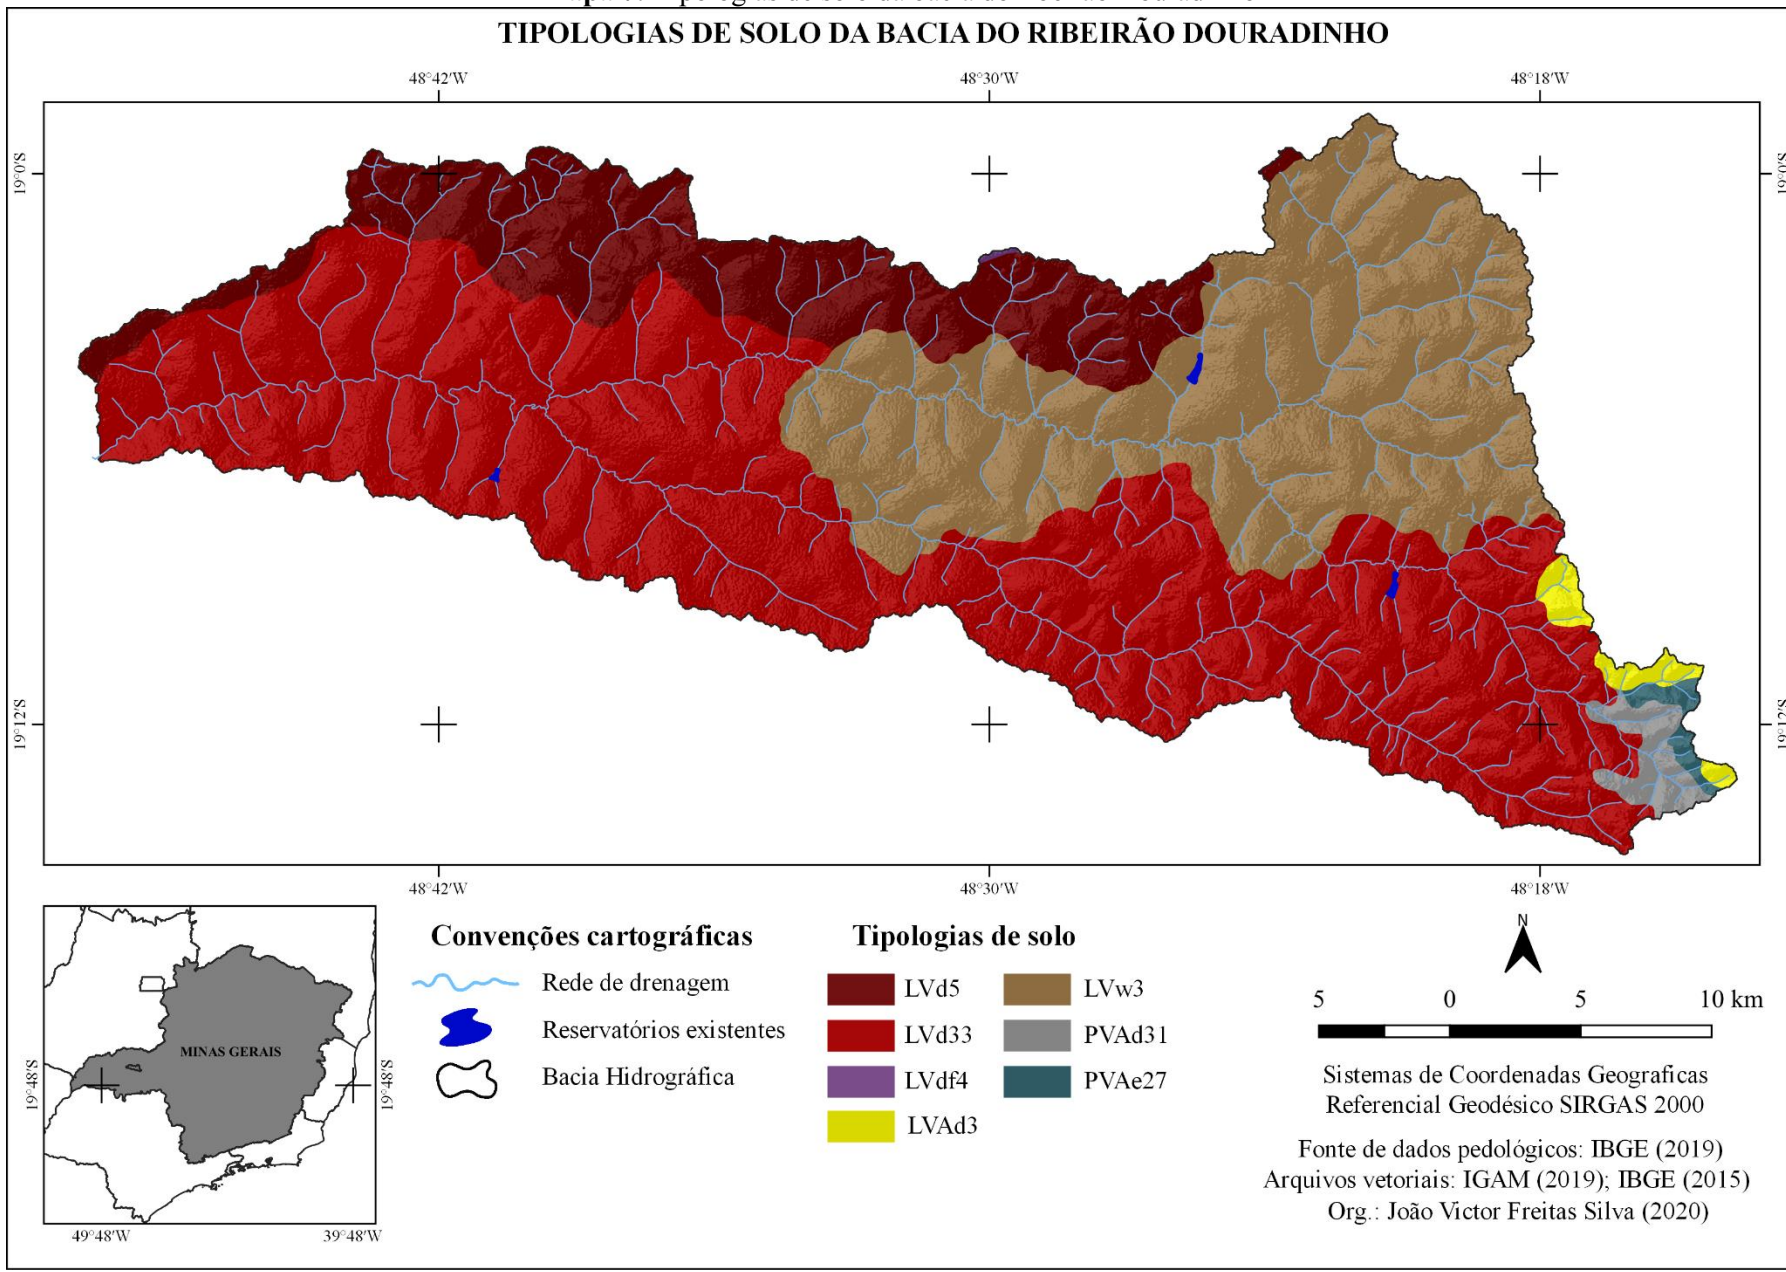 TIPOLOGIAS DE SOLO DA BACIA DO RIBEIRÃO DOURADINHO
48°42'W 48°30'W 48°18'W
19°0'S 19°0'S
19°12'S 19°12'S
48°42'W 48°30'W 48°18'W
MINAS GERAIS
19°48'S 19°48'S
49°48'W 39°48'W
Convenções cartográficas
Rede de drenagem
Reservatórios existentes
Bacia Hidrográfica
Tipologias de solo
LVd5
LVd33
LVdf4
LVAd3
LVw3
PVAd31
PVAe27
N
5 0 5 10 km
Sistemas de Coordenadas Geograficas
Referencial Geodésico SIRGAS 2000
Fonte de dados pedológicos: IBGE (2019)
Arquivos vetoriais: IGAM (2019); IBGE (2015)
Org.: João Victor Freitas Silva (2020)